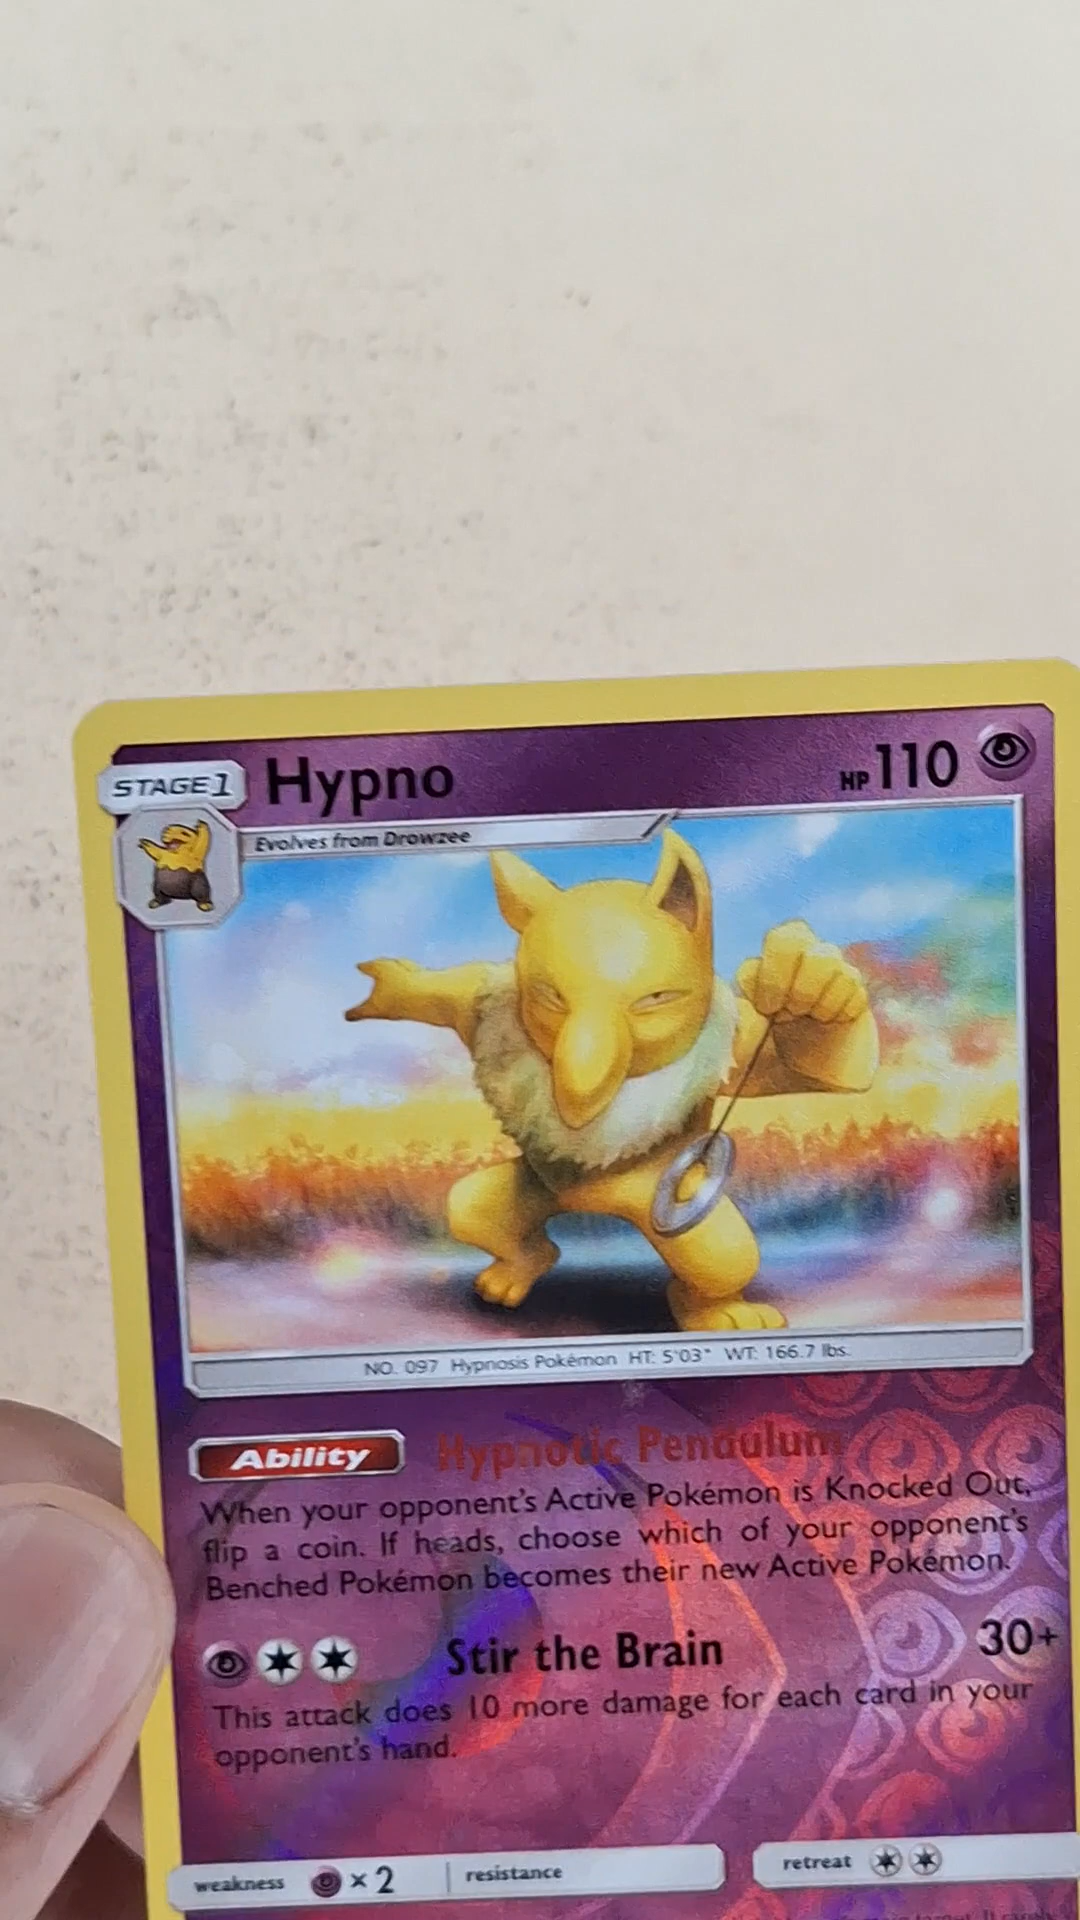 STAGE1 Hypno HP 110
Evolves from Drowzee
NO. 097 Hypnosis Pokémon HT: 5'03" WT: 166.7 lbs.
Ability Hypnotic Pendulum
When your opponent's Active Pokémon is Knocked Out,
flip a coin. If heads, choose which of your opponent's
Benched Pokémon becomes their new Active Pokémon.
Stir the Brain 30+
This attack does 10 more damage for each card in your
opponent's hand.
weakness ×2 resistance retreat